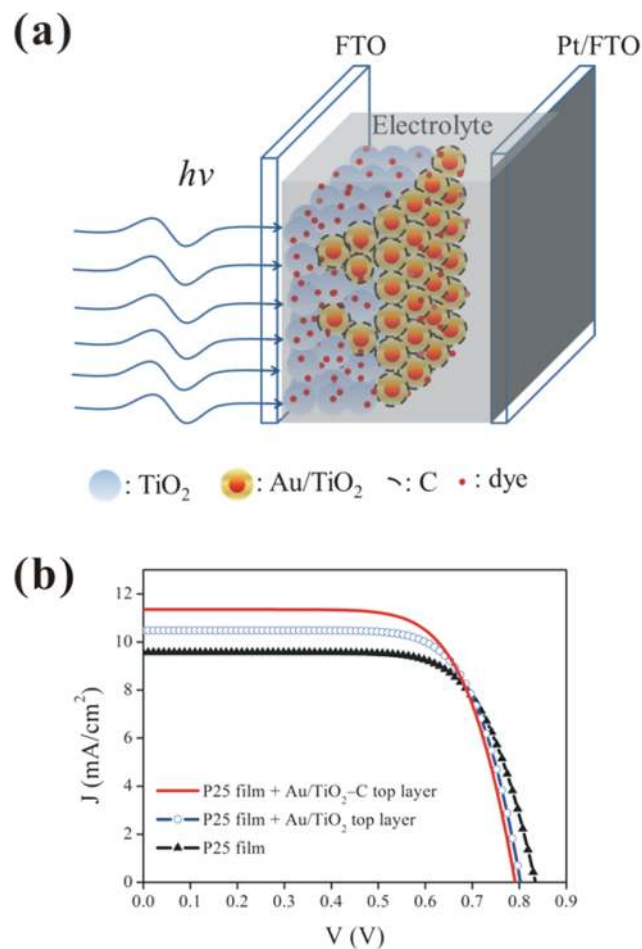 (a)
FTO
Pt/FTO
Electrolyte
hν
: TiO₂ : Au/TiO₂ : C : dye
(b)
12
10
8
6
4
2
0
J (mA/cm²)
P25 film + Au/TiO₂–C top layer
P25 film + Au/TiO₂ top layer
P25 film
0.0 0.1 0.2 0.3 0.4 0.5 0.6 0.7 0.8 0.9
V (V)